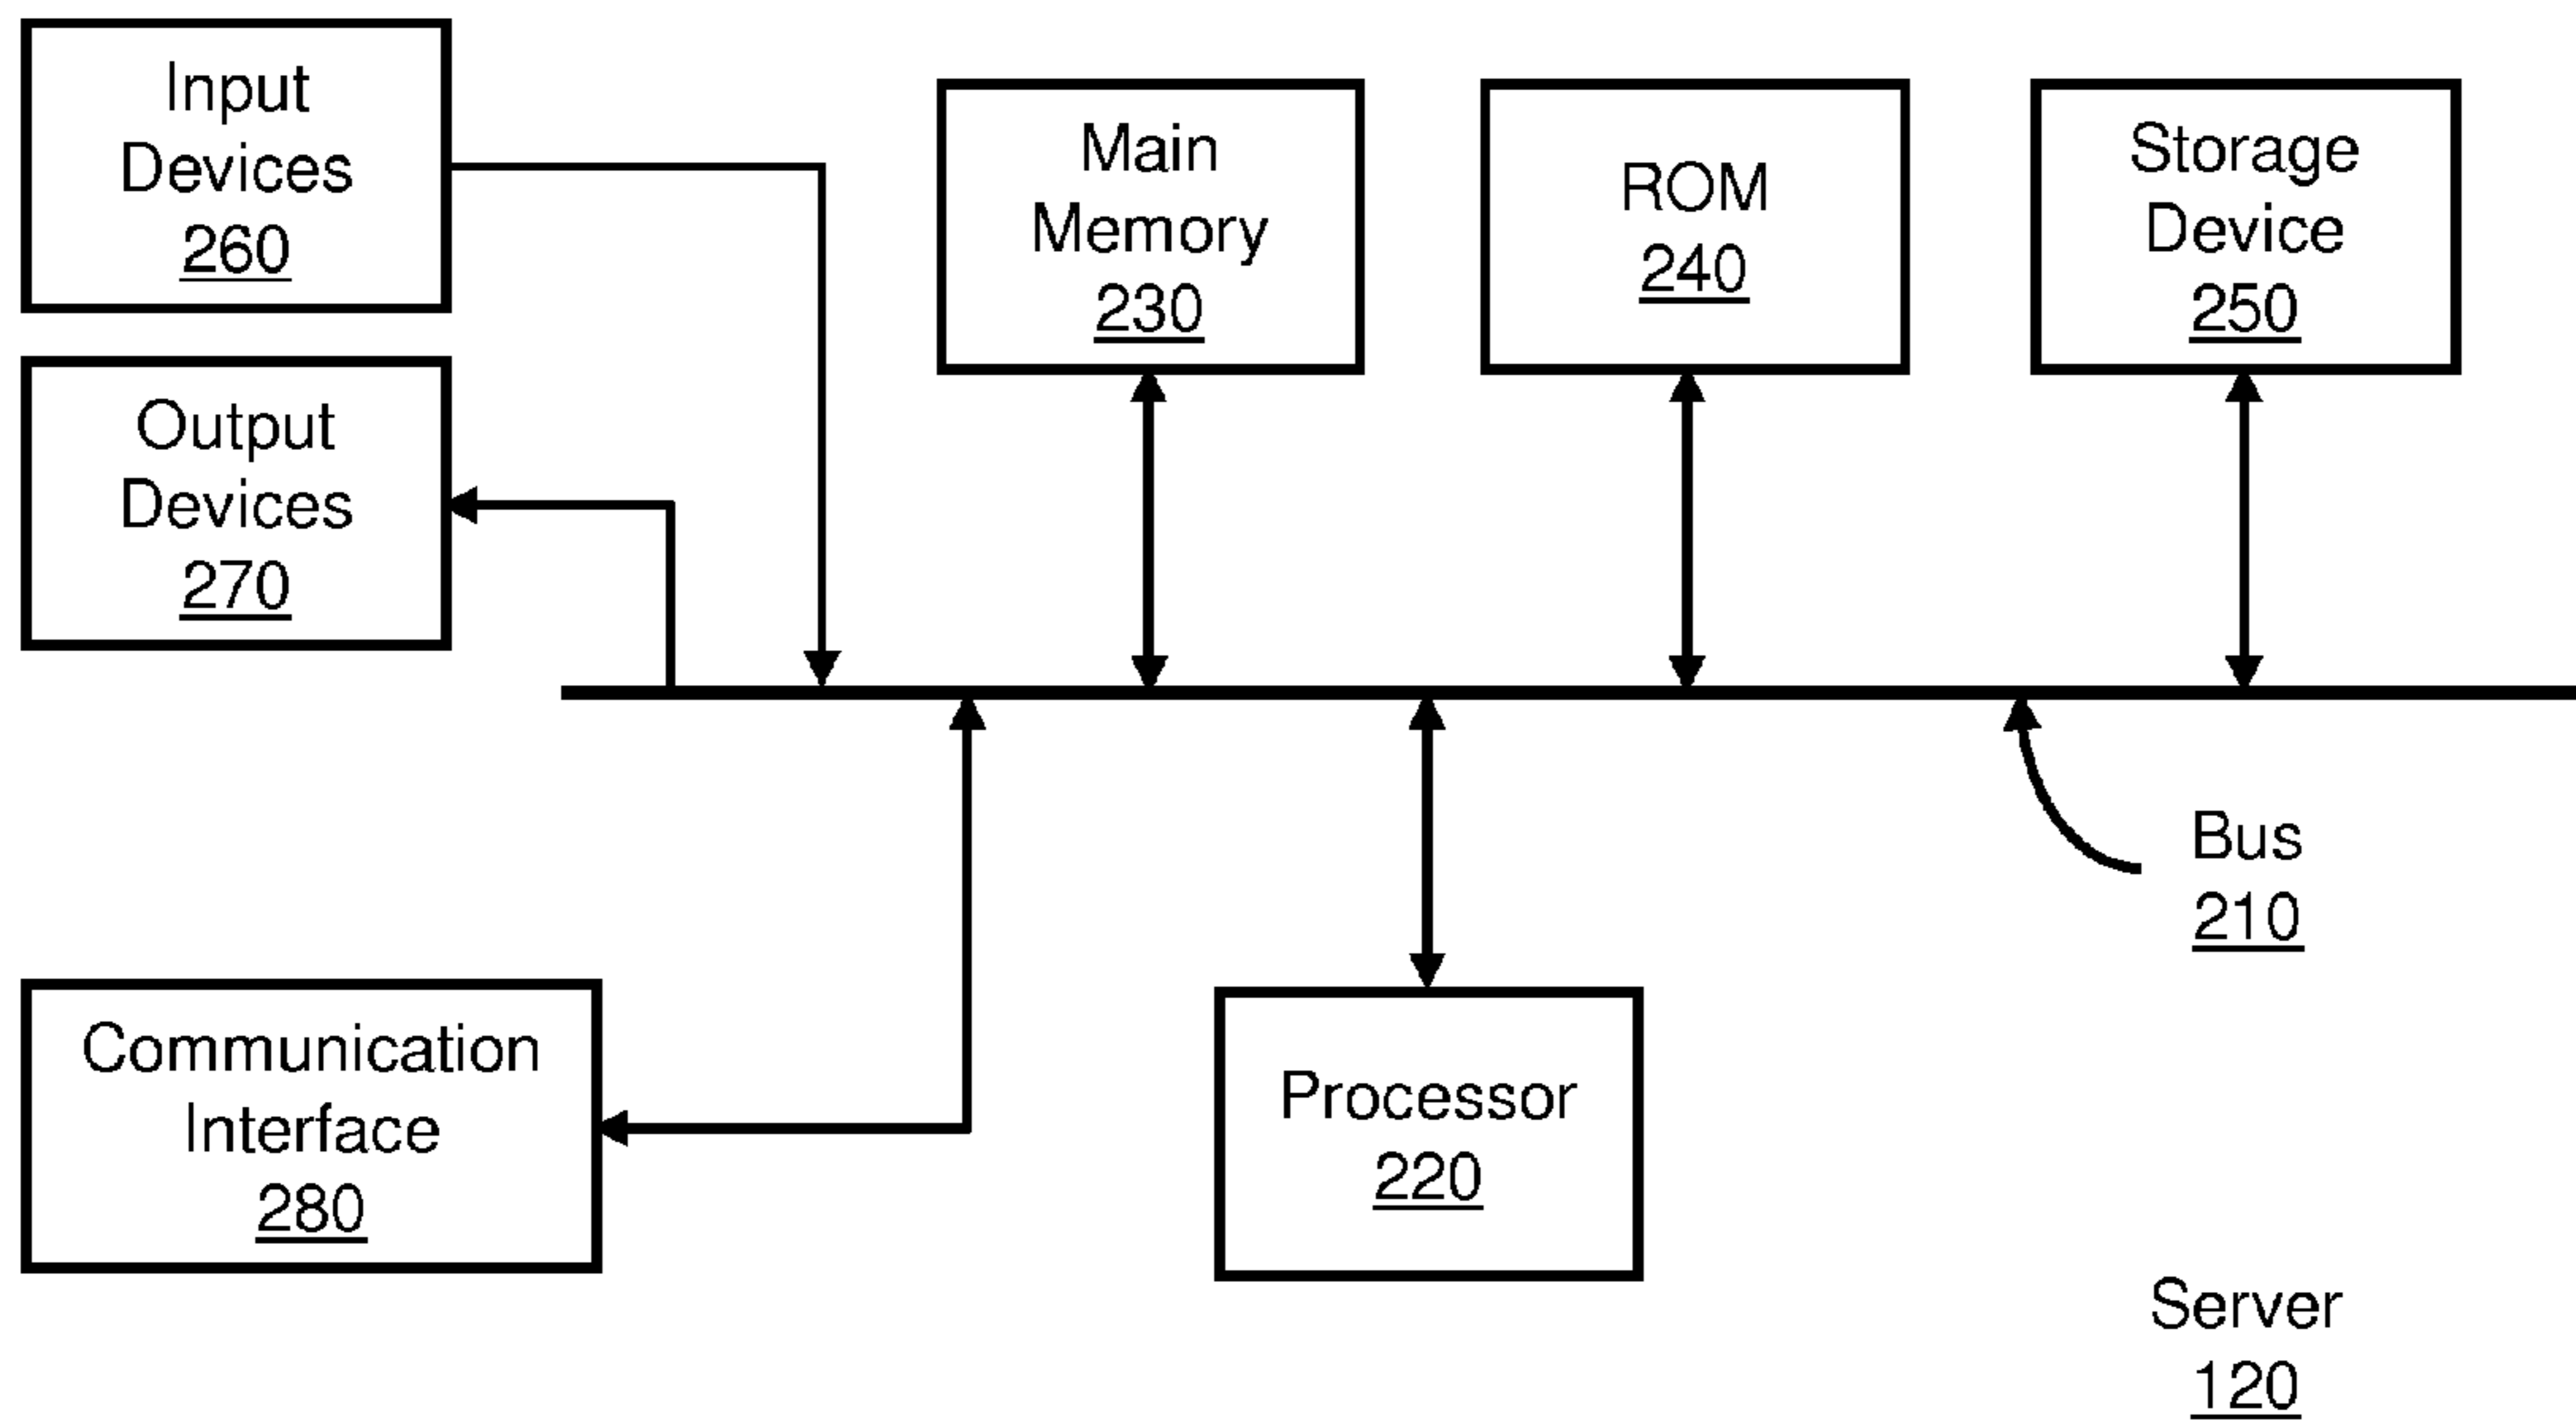 Input
Devices
260
Main
Memory
230
ROM
240
Storage
Device
250
Output
Devices
270
Bus
210
Communication
Interface
280
Processor
220
Server
120